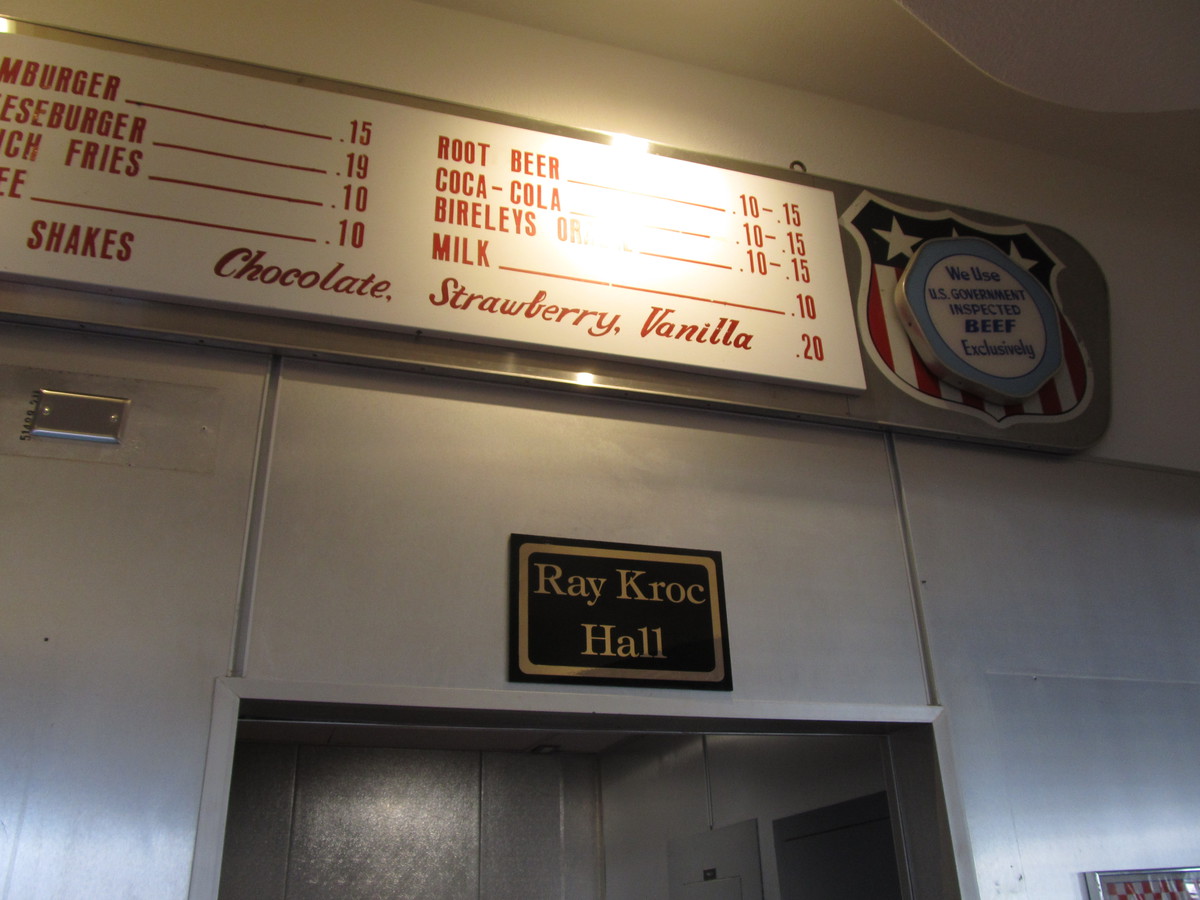 MBURGER .15
ESEBURGER .19
CH FRIES .10
EE .10
SHAKES
Chocolate, Strawberry, Vanilla .20
ROOT BEER .10-.15
COCA-COLA .10-.15
BIRELEYS .10-.15
MILK .10
We Use
U.S. GOVERNMENT
INSPECTED
BEEF
Exclusively
Ray Kroc
Hall